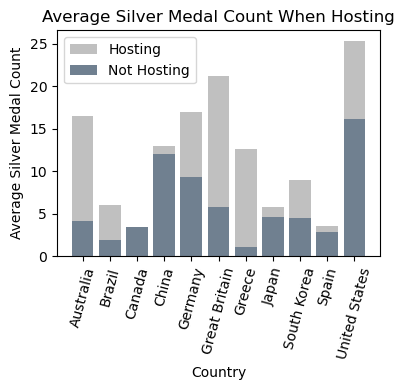 Average Silver Medal Count When Hosting
Average Silver Medal Count
25
20
15
10
5
0
Hosting
Not Hosting
Australia
Brazil
Canada
China
Germany
Great Britain
Greece
Japan
South Korea
Spain
United States
Country